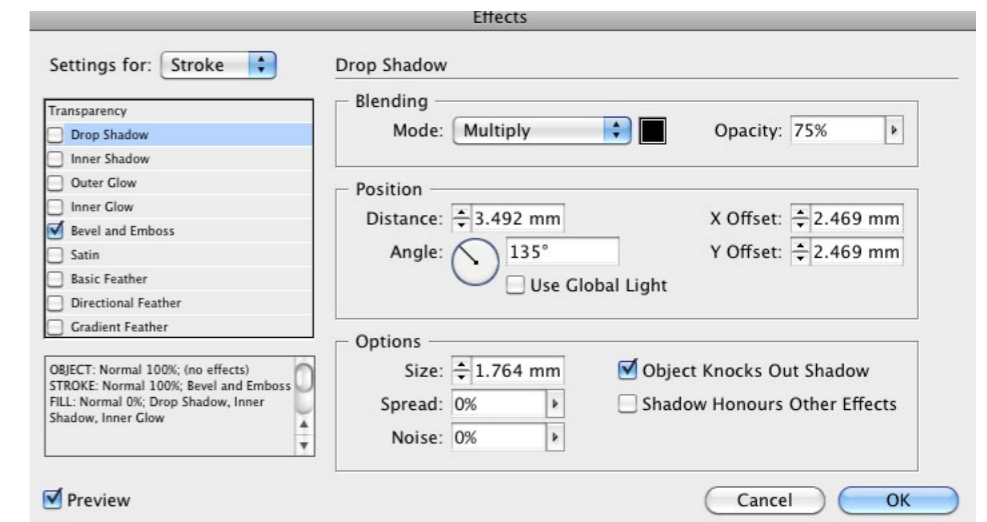 Effects
Settings for: Stroke
Transparency
Drop Shadow
Inner Shadow
Outer Glow
Inner Glow
Bevel and Emboss
Satin
Basic Feather
Directional Feather
Gradient Feather
OBJECT: Normal 100%; (no effects)
STROKE: Normal 100%; Bevel and Emboss
FILL: Normal 0%; Drop Shadow, Inner
Shadow, Inner Glow
Preview
Drop Shadow
Blending
Mode: Multiply Opacity: 75%
Position
Distance: 3.492 mm X Offset: 2.469 mm
Angle: 135° Y Offset: 2.469 mm
Use Global Light
Options
Size: 1.764 mm Object Knocks Out Shadow
Spread: 0% Shadow Honours Other Effects
Noise: 0%
Cancel OK